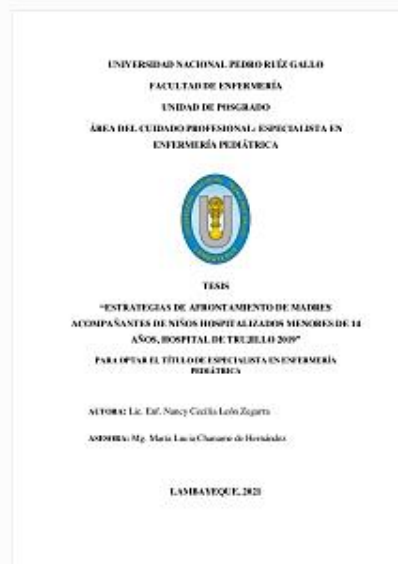 UNIVERSIDAD NACIONAL PEDRO RUÍZ GALLO
FACULTAD DE ENFERMERÍA
UNIDAD DE POSGRADO
ÁREA DEL CUIDADO PROFESIONAL: ESPECIALISTA EN
ENFERMERÍA PEDIÁTRICA
TESIS
“ESTRATEGIAS DE AFRONTAMIENTO DE MADRES
ACOMPAÑANTES DE NIÑOS HOSPITALIZADOS MENORES DE 14
AÑOS, HOSPITAL DE TRUJILLO 2019”
PARA OPTAR EL TÍTULO DE ESPECIALISTA EN ENFERMERÍA
PEDIÁTRICA
AUTORA: Lic. Enf. Nancy Cecilia León Zegarra
ASESORA: Mg. María Lucia Chanamé de Hernández
LAMBAYEQUE, 2021